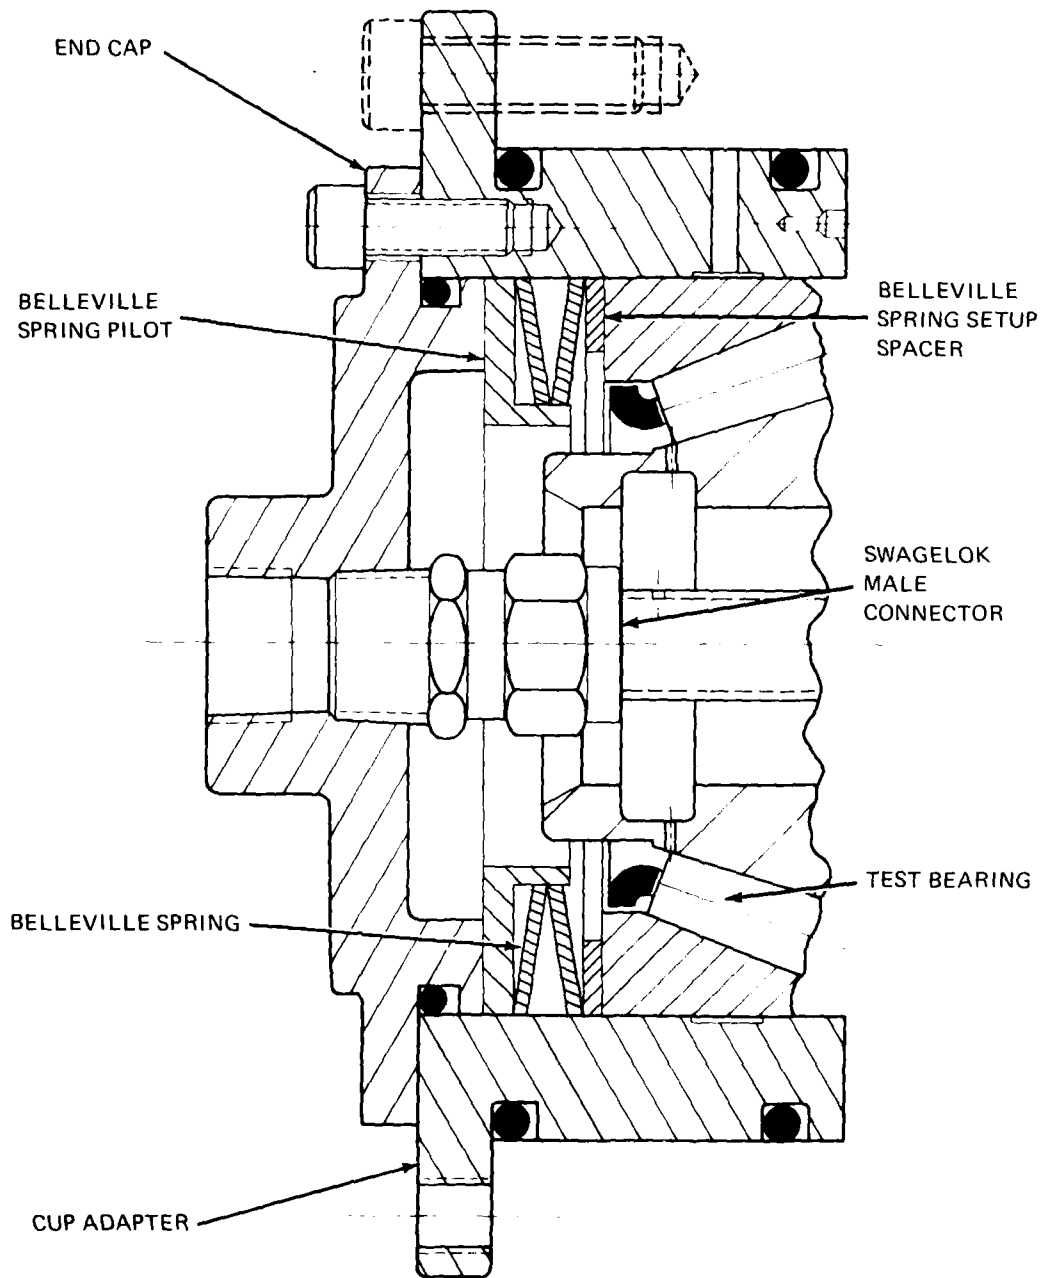 END CAP
BELLEVILLE
SPRING PILOT
BELLEVILLE
SPRING SETUP
SPACER
SWAGELOK
MALE
CONNECTOR
TEST BEARING
BELLEVILLE SPRING
CUP ADAPTER